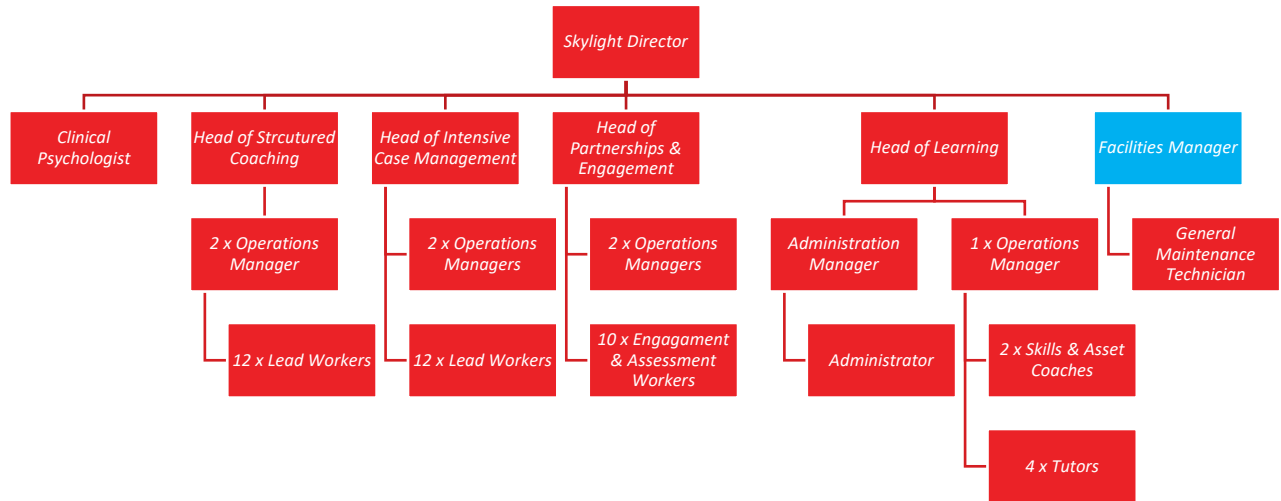 Skylight Director
Clinical
Psychologist
Head of Strcutured
Coaching
Head of Intensive
Case Management
Head of
Partnerships &
Engagement
Head of Learning
Facilities Manager
2 x Operations
Manager
2 x Operations
Managers
2 x Operations
Managers
Administration
Manager
1 x Operations
Manager
General
Maintenance
Technician
12 x Lead Workers
12 x Lead Workers
10 x Engagament
& Assessment
Workers
Administrator
2 x Skills & Asset
Coaches
4 x Tutors